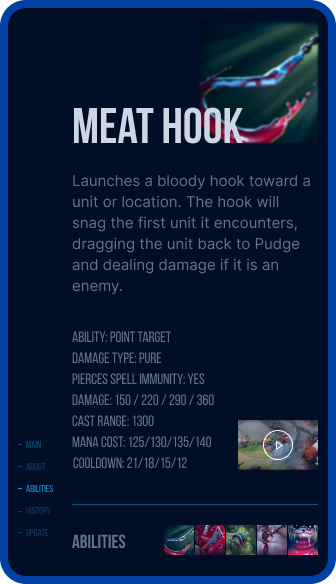 MEAT HOOK
Launches a bloody hook toward a
unit or location. The hook will
snag the first unit it encounters,
dragging the unit back to Pudge
and dealing damage if it is an
enemy.
ABILITY: POINT TARGET
DAMAGE TYPE: PURE
PIERCES SPELL IMMUNITY: YES
DAMAGE: 150 / 220 / 290 / 360
CAST RANGE: 1300
MANA COST: 125/130/135/140
COOLDOWN: 21/18/15/12
– MAIN
– ABOUT
– ABILITIES
– HISTORY
– UPDATE
ABILITIES